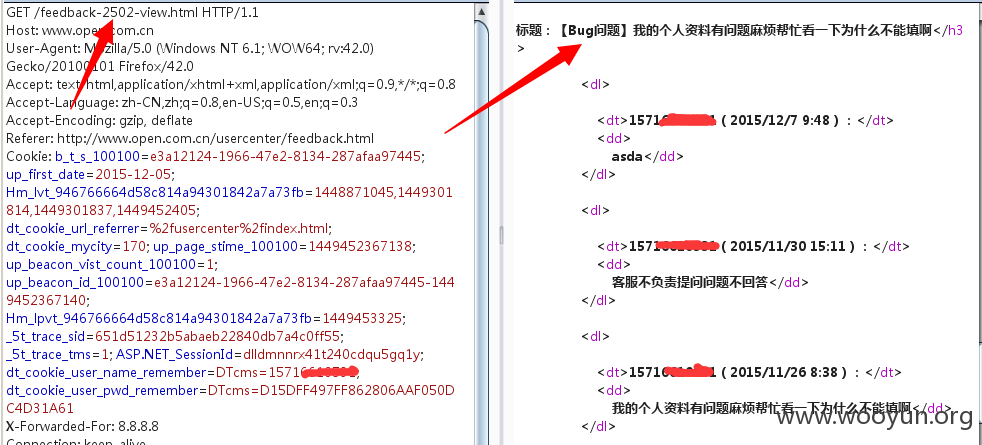 GET /feedback-2502-view.html HTTP/1.1
Host: www.open.com.cn
User-Agent: Mozilla/5.0 (Windows NT 6.1; WOW64; rv:42.0)
Gecko/20100101 Firefox/42.0
Accept: text/html,application/xhtml+xml,application/xml;q=0.9,*/*;q=0.8
Accept-Language: zh-CN,zh;q=0.8,en-US;q=0.5,en;q=0.3
Accept-Encoding: gzip, deflate
Referer: http://www.open.com.cn/usercenter/feedback.html
Cookie: b_t_s_100100=e3a12124-1966-47e2-8134-287afaa97445;
up_first_date=2015-12-05;
Hm_lvt_946766664d58c814a94301842a7a73fb=1448871045,1449301
814,1449301837,1449452405;
dt_cookie_url_referrer=%2fusercenter%2findex.html;
dt_cookie_mycity=170; up_page_stime_100100=1449452367138;
up_beacon_vist_count_100100=1;
up_beacon_id_100100=e3a12124-1966-47e2-8134-287afaa97445-144
9452367140;
Hm_lpvt_946766664d58c814a94301842a7a73fb=1449453325;
_5t_trace_sid=651d51232b5abaeb22840db7a4c0ff55;
_5t_trace_tms=1; ASP.NET_SessionId=dlldmnnrx41t240cdqu5gq1y;
dt_cookie_user_name_remember=DTcms=1571
dt_cookie_user_pwd_remember=DTcms=D15DFF497FF862806AAF050D
C4D31A61
X-Forwarded-For: 8.8.8.8
Connection: keep-alive
标题：【Bug问题】我的个人资料有问题麻烦帮忙看一下为什么不能填啊</h3
>
<dl>
<dt>1571 1 ( 2015/12/7 9:48 ) : </dt>
<dd>
asda</dd>
</dl>
<dl>
<dt>1571 ( 2015/11/30 15:11 ) : </dt>
<dd>
客服不负责提问问题不回答</dd>
</dl>
<dl>
<dt>1571 1 ( 2015/11/26 8:38 ) : </dt>
<dd>
我的个人资料有问题麻烦帮忙看一下为什么不能填啊</dd>
</dl>
www.wooyun.org